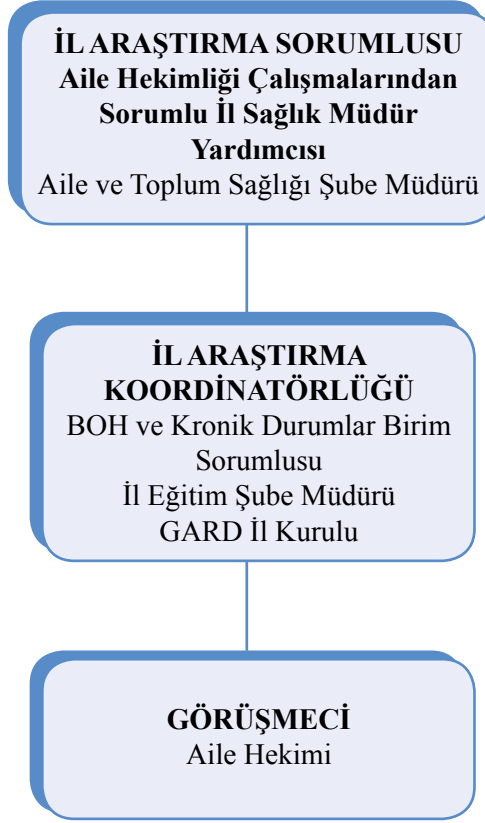 İL ARAŞTIRMA SORUMLUSU
Aile Hekimliği Çalışmalarından
Sorumlu İl Sağlık Müdür
Yardımcısı
Aile ve Toplum Sağlığı Şube Müdürü
İL ARAŞTIRMA
KOORDİNATÖRLÜĞÜ
BOH ve Kronik Durumlar Birim
Sorumlusu
İl Eğitim Şube Müdürü
GARD İl Kurulu
GÖRÜŞMECİ
Aile Hekimi